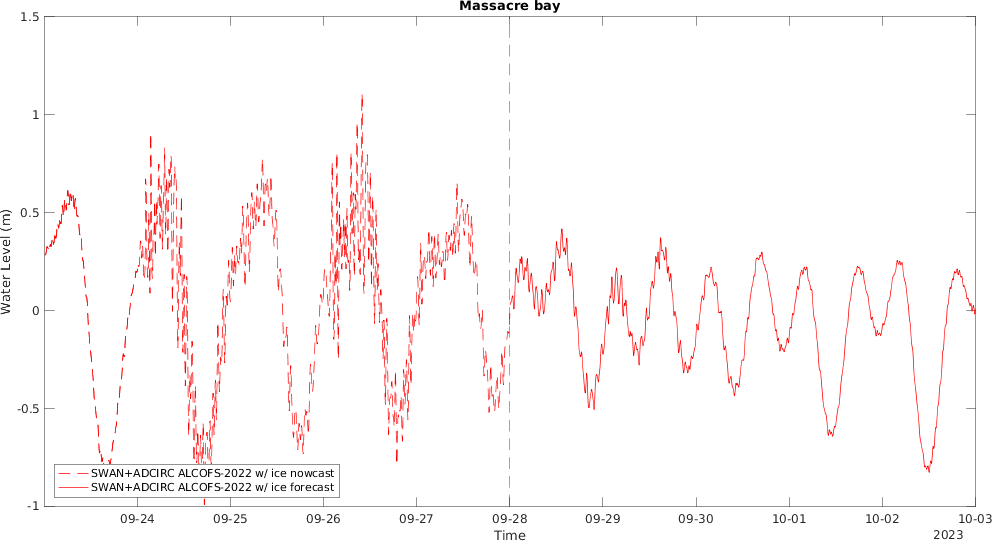 Massacre bay
Water Level (m)
1.5
1
0.5
0
-0.5
-1
SWAN+ADCIRC ALCOFS-2022 w/ ice nowcast
SWAN+ADCIRC ALCOFS-2022 w/ ice forecast
09-24 09-25 09-26 09-27 09-28 09-29 09-30 10-01 10-02 10-03
Time
2023